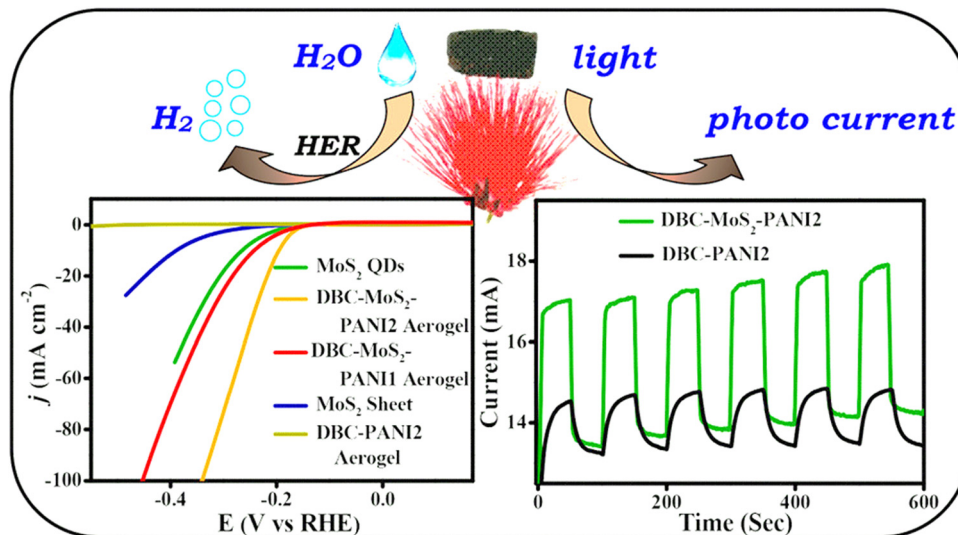 H₂O
light
H₂
HER
photo current
0
-20
-40
-60
-80
-100
j (mA cm⁻²)
MoS₂ QDs
DBC-MoS₂-
PANI2 Aerogel
DBC-MoS₂-
PANI1 Aerogel
MoS₂ Sheet
DBC-PANI2
Aerogel
-0.4
-0.2
0.0
E (V vs RHE)
DBC-MoS₂-PANI2
DBC-PANI2
18
16
14
Current (mA)
0
200
400
600
Time (Sec)